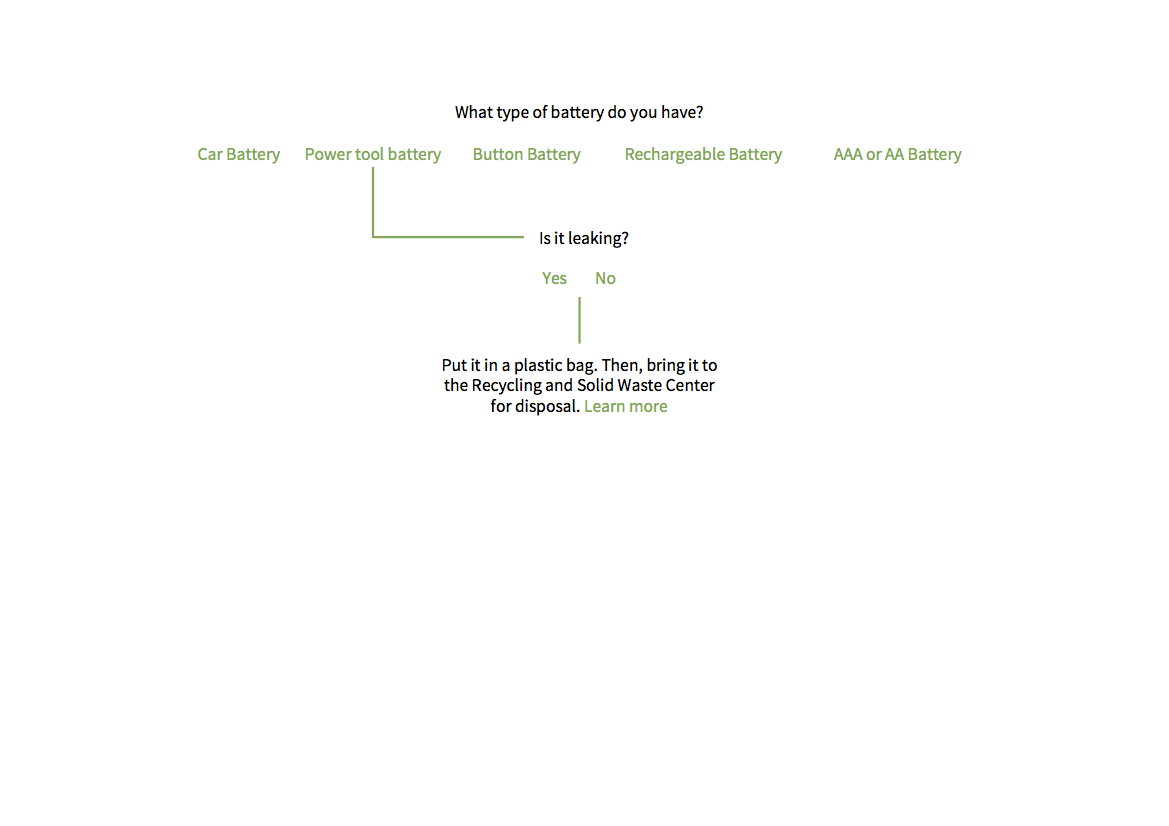 What type of battery do you have?
Car Battery Power tool battery Button Battery Rechargeable Battery AAA or AA Battery
Is it leaking?
Yes No
Put it in a plastic bag. Then, bring it to
the Recycling and Solid Waste Center
for disposal. Learn more